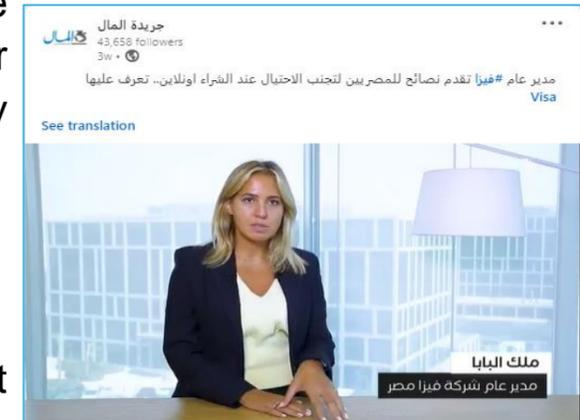 e
r
y
t
جريدة المال
المال
43,658 followers
3w •
مدير عام #فيزا تقدم نصائح للمصريين لتجنب الاحتيال عند الشراء اونلاين.. تعرف عليها
Visa
See translation
ملك البابا
مدير عام شركة فيزا مصر